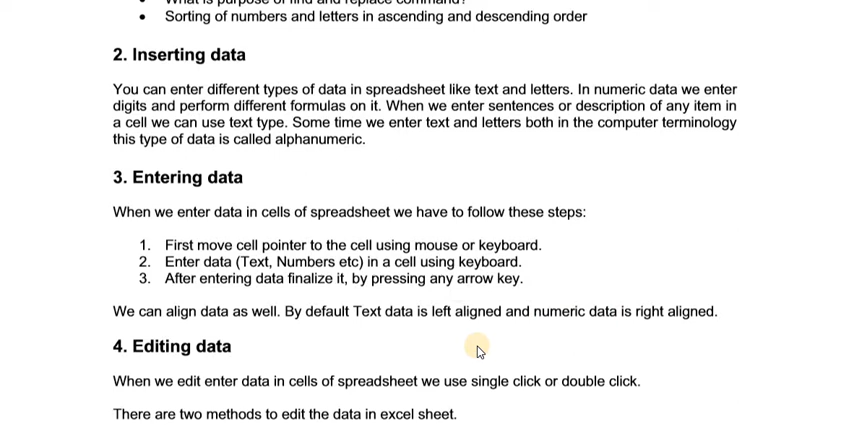 What is purpose of find and replace command?
• Sorting of numbers and letters in ascending and descending order
2. Inserting data
You can enter different types of data in spreadsheet like text and letters. In numeric data we enter
digits and perform different formulas on it. When we enter sentences or description of any item in
a cell we can use text type. Some time we enter text and letters both in the computer terminology
this type of data is called alphanumeric.
3. Entering data
When we enter data in cells of spreadsheet we have to follow these steps:
1. First move cell pointer to the cell using mouse or keyboard.
2. Enter data (Text, Numbers etc) in a cell using keyboard.
3. After entering data finalize it, by pressing any arrow key.
We can align data as well. By default Text data is left aligned and numeric data is right aligned.
4. Editing data
When we edit enter data in cells of spreadsheet we use single click or double click.
There are two methods to edit the data in excel sheet.